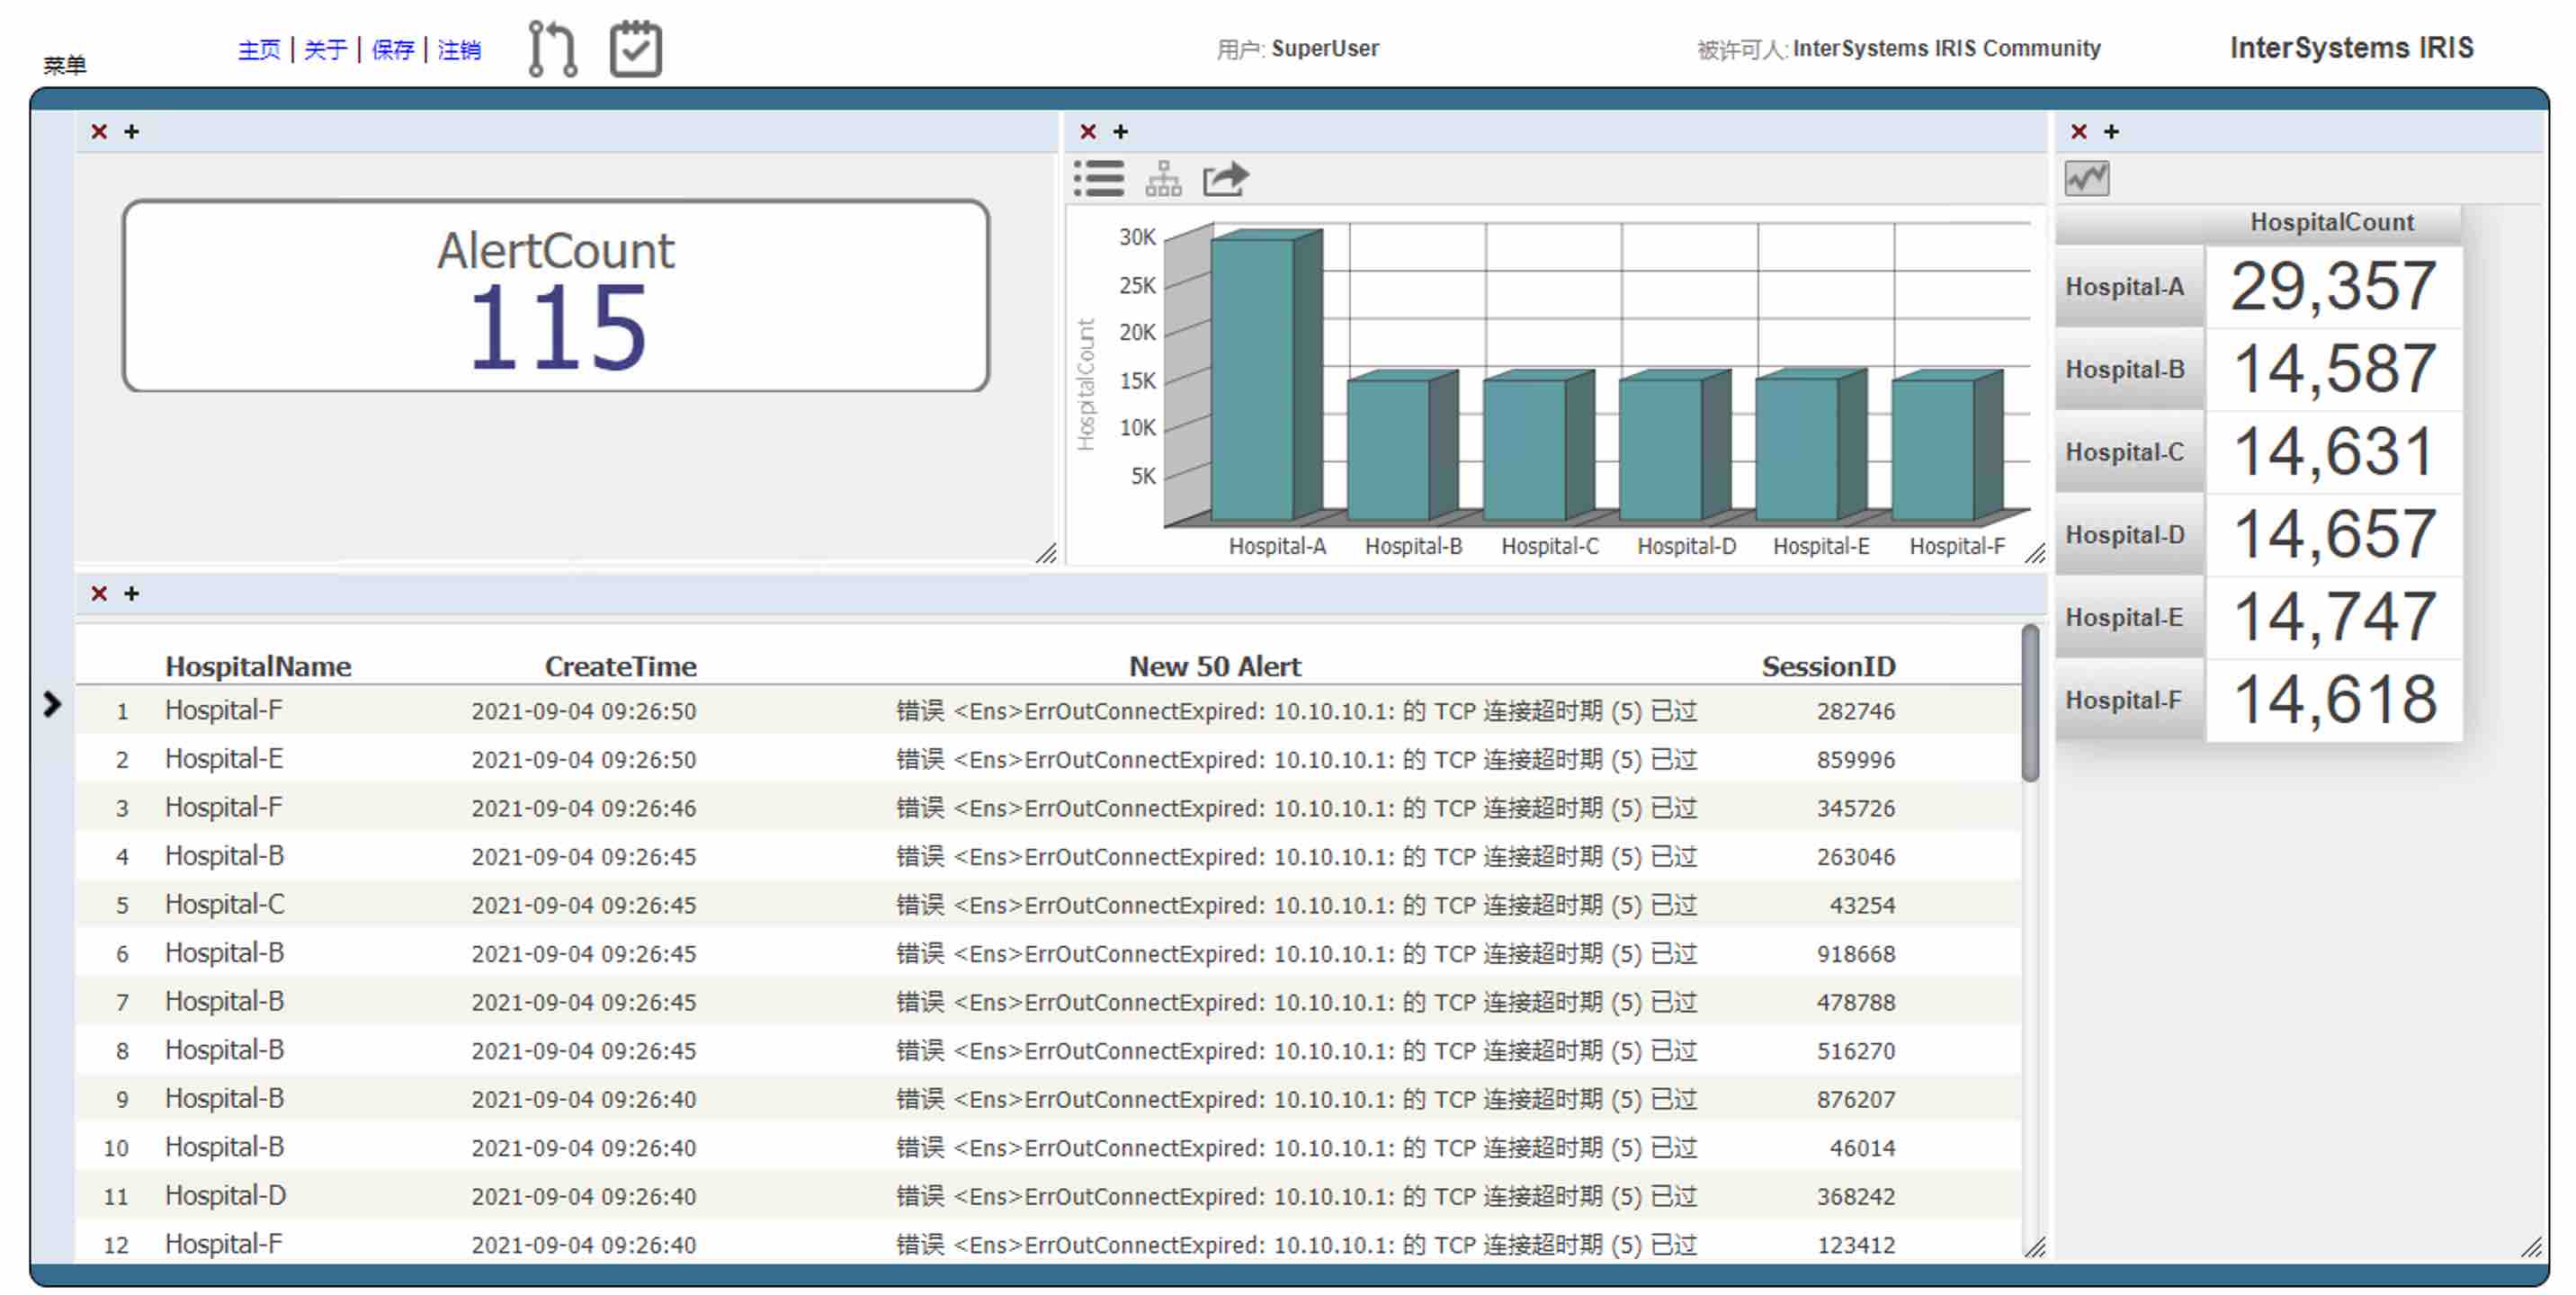 菜单
主页 | 关于 | 保存 | 注销
用户: SuperUser
被许可人: InterSystems IRIS Community
InterSystems IRIS
AlertCount
115
HospitalCount
30K
25K
20K
15K
10K
5K
Hospital-A Hospital-B Hospital-C Hospital-D Hospital-E Hospital-F
HospitalCount
Hospital-A 29,357
Hospital-B 14,587
Hospital-C 14,631
Hospital-D 14,657
Hospital-E 14,747
Hospital-F 14,618
HospitalName CreateTime New 50 Alert SessionID
1 Hospital-F 2021-09-04 09:26:50 错误 <Ens>ErrOutConnectExpired: 10.10.10.1: 的 TCP 连接超时期 (5) 已过 282746
2 Hospital-E 2021-09-04 09:26:50 错误 <Ens>ErrOutConnectExpired: 10.10.10.1: 的 TCP 连接超时期 (5) 已过 859996
3 Hospital-F 2021-09-04 09:26:46 错误 <Ens>ErrOutConnectExpired: 10.10.10.1: 的 TCP 连接超时期 (5) 已过 345726
4 Hospital-B 2021-09-04 09:26:45 错误 <Ens>ErrOutConnectExpired: 10.10.10.1: 的 TCP 连接超时期 (5) 已过 263046
5 Hospital-C 2021-09-04 09:26:45 错误 <Ens>ErrOutConnectExpired: 10.10.10.1: 的 TCP 连接超时期 (5) 已过 43254
6 Hospital-B 2021-09-04 09:26:45 错误 <Ens>ErrOutConnectExpired: 10.10.10.1: 的 TCP 连接超时期 (5) 已过 918668
7 Hospital-B 2021-09-04 09:26:45 错误 <Ens>ErrOutConnectExpired: 10.10.10.1: 的 TCP 连接超时期 (5) 已过 478788
8 Hospital-B 2021-09-04 09:26:45 错误 <Ens>ErrOutConnectExpired: 10.10.10.1: 的 TCP 连接超时期 (5) 已过 516270
9 Hospital-B 2021-09-04 09:26:40 错误 <Ens>ErrOutConnectExpired: 10.10.10.1: 的 TCP 连接超时期 (5) 已过 876207
10 Hospital-B 2021-09-04 09:26:40 错误 <Ens>ErrOutConnectExpired: 10.10.10.1: 的 TCP 连接超时期 (5) 已过 46014
11 Hospital-D 2021-09-04 09:26:40 错误 <Ens>ErrOutConnectExpired: 10.10.10.1: 的 TCP 连接超时期 (5) 已过 368242
12 Hospital-F 2021-09-04 09:26:40 错误 <Ens>ErrOutConnectExpired: 10.10.10.1: 的 TCP 连接超时期 (5) 已过 123412